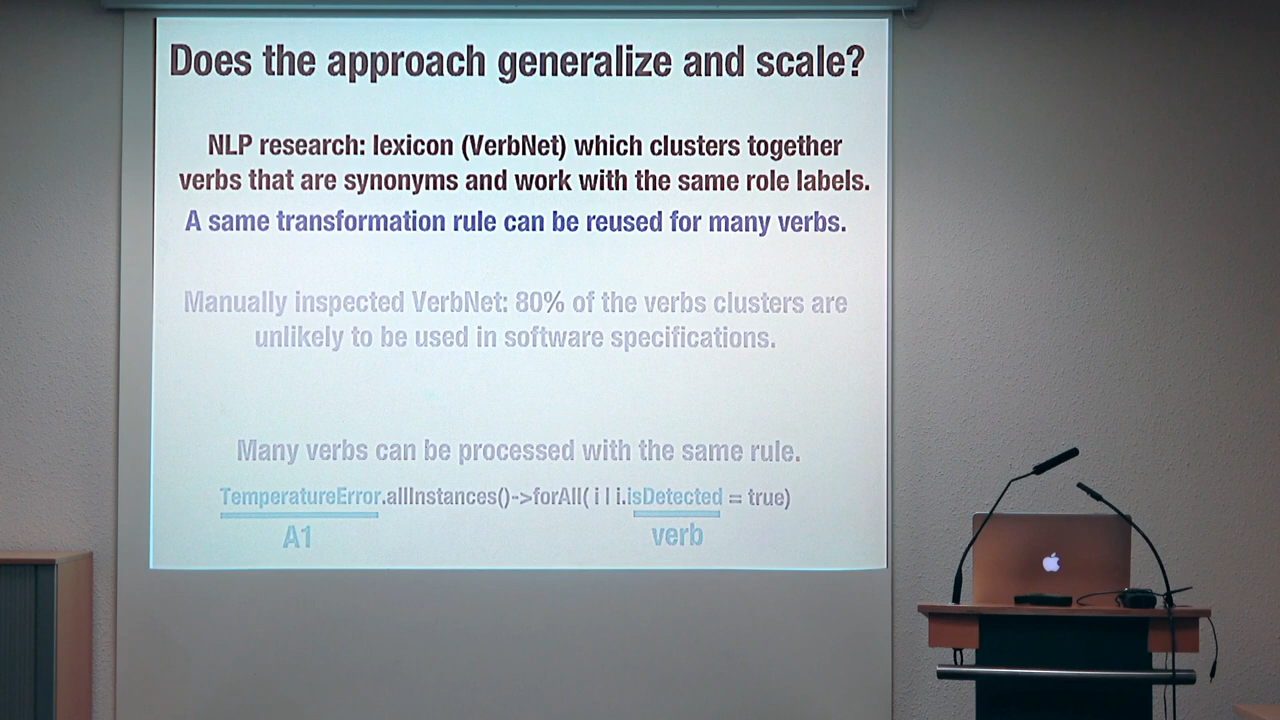 Does the approach generalize and scale?
NLP research: lexicon (VerbNet) which clusters together
verbs that are synonyms and work with the same role labels.
A same transformation rule can be reused for many verbs.
Manually inspected VerbNet: 80% of the verbs clusters are
unlikely to be used in software specifications.
Many verbs can be processed with the same rule.
TemperatureError.allInstances()->forAll( i | i.isDetected = true)
A1 verb